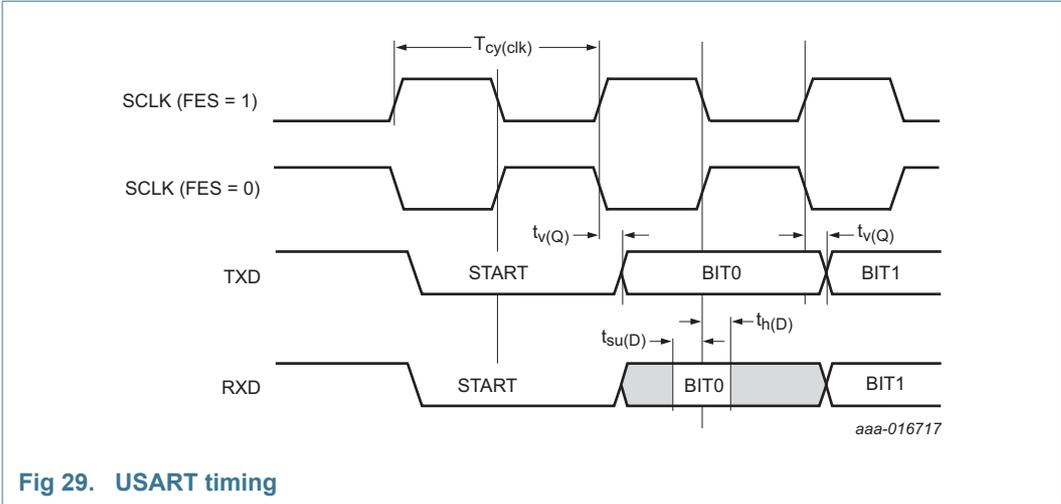 Tcy(clk)
SCLK (FES = 1)
SCLK (FES = 0)
tv(Q)
tv(Q)
TXD
START
BIT0
BIT1
th(D)
tsu(D)
RXD
START
BIT0
BIT1
aaa-016717
Fig 29. USART timing